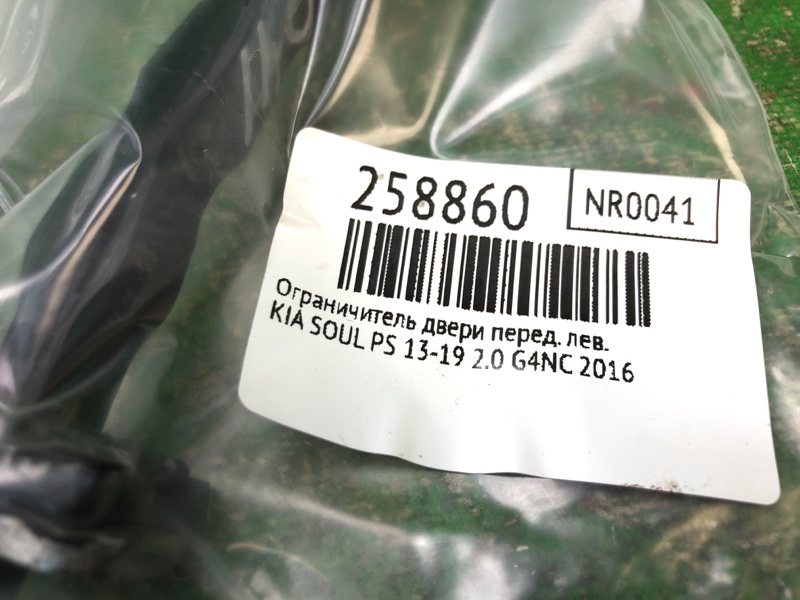 258860
NR0041
Ограничитель двери перед. лев.
KIA SOUL PS 13-19 2.0 G4NC 2016